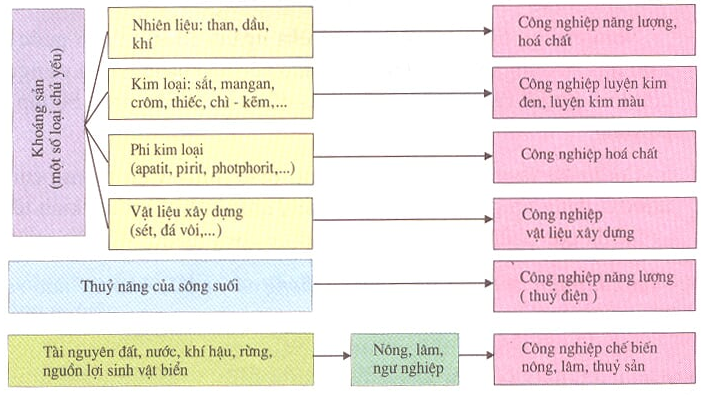 Khoáng sản
(một số loại chủ yếu)
Nhiên liệu: than, dầu,
khí
Công nghiệp năng lượng,
hoá chất
Kim loại: sắt, mangan,
crôm, thiếc, chì - kẽm,...
Công nghiệp luyện kim
đen, luyện kim màu
Phi kim loại
(apatit, pirit, photphorit,...)
Công nghiệp hoá chất
Vật liệu xây dựng
(sét, đá vôi,...)
Công nghiệp
vật liệu xây dựng
Thuỷ năng của sông suối
Công nghiệp năng lượng
( thuỷ điện )
Tài nguyên đất, nước, khí hậu, rừng,
nguồn lợi sinh vật biển
Nông, lâm,
ngư nghiệp
Công nghiệp chế biến
nông, lâm, thuỷ sản